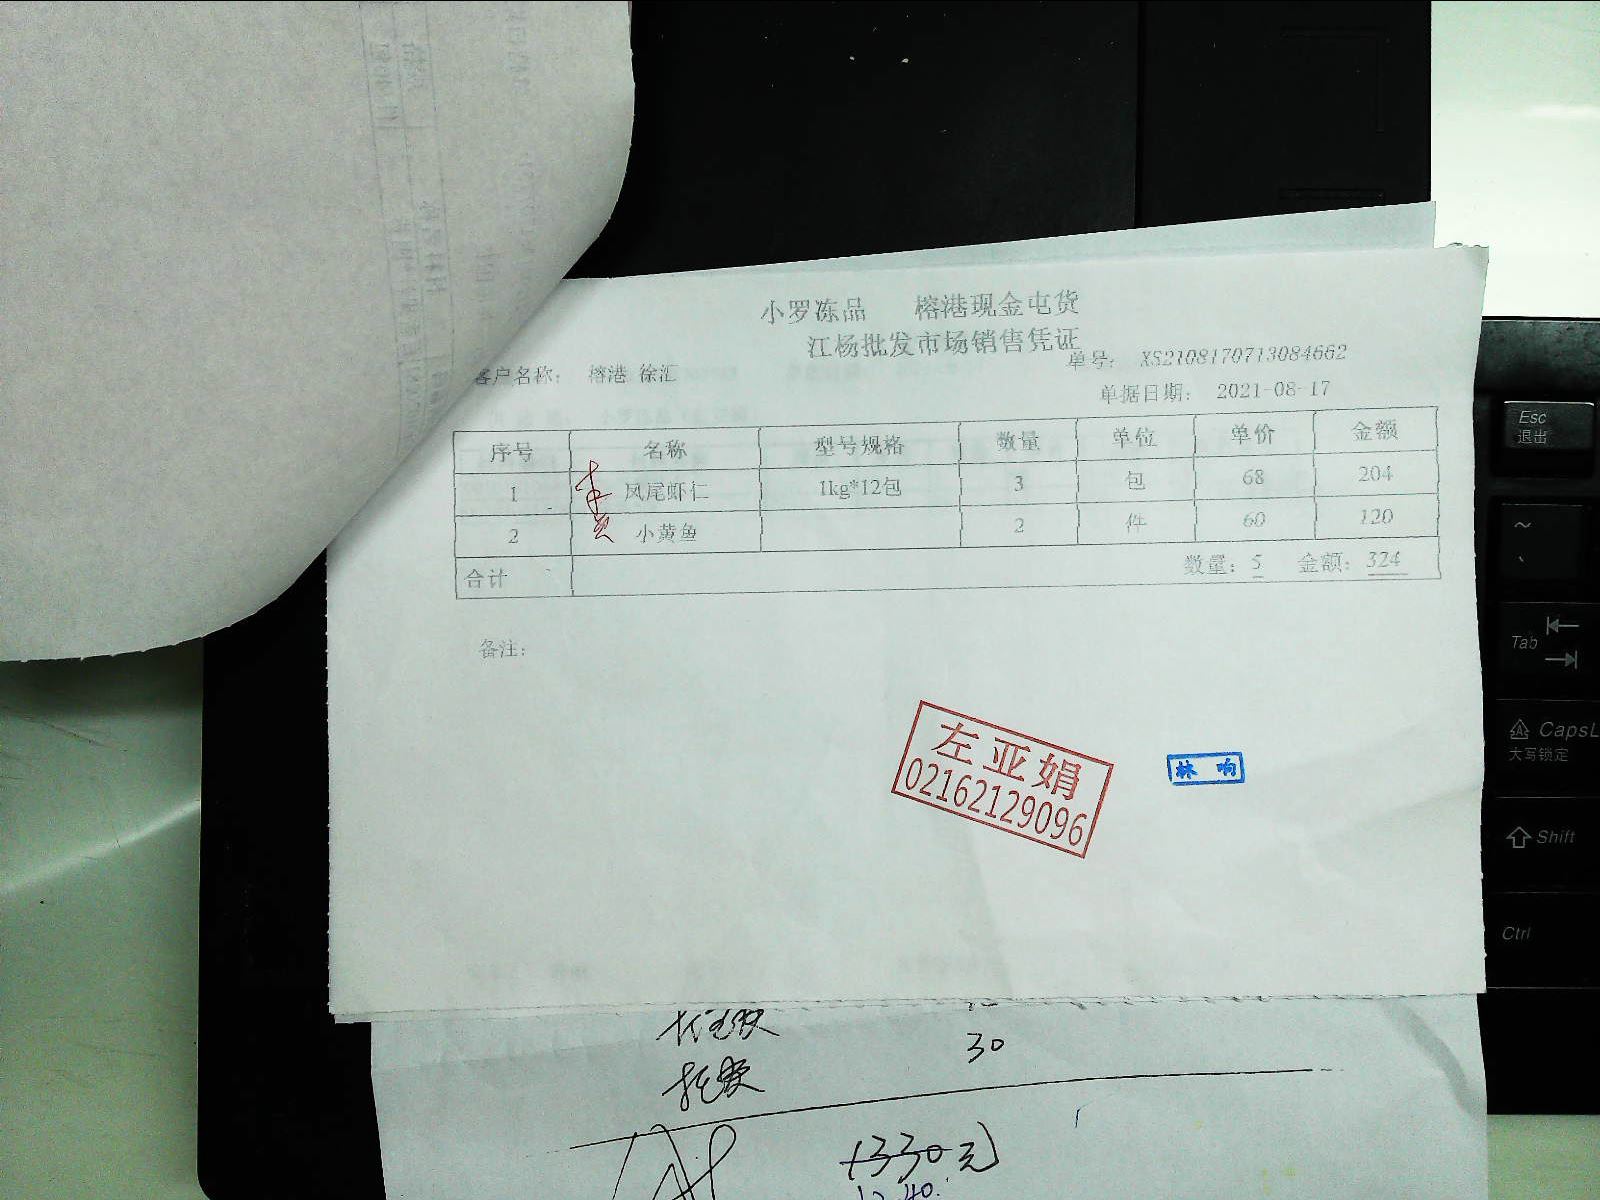 小罗冻品 榕港现金屯货
江杨批发市场销售凭证
单号: XS2108170713084662
客户名称: 榕港 徐汇
单据日期: 2021-08-17
序号 名称 型号规格 数量 单位 单价 金额
1 凤尾虾仁 1kg*12包 3 包 68 204
2 小黄鱼 2 件 60 120
合计 数量: 5 金额: 324
备注:
左亚娟
02162129096
林响
30
Esc
退出
~
Tab
CapsL
大写锁定
Shift
Ctrl